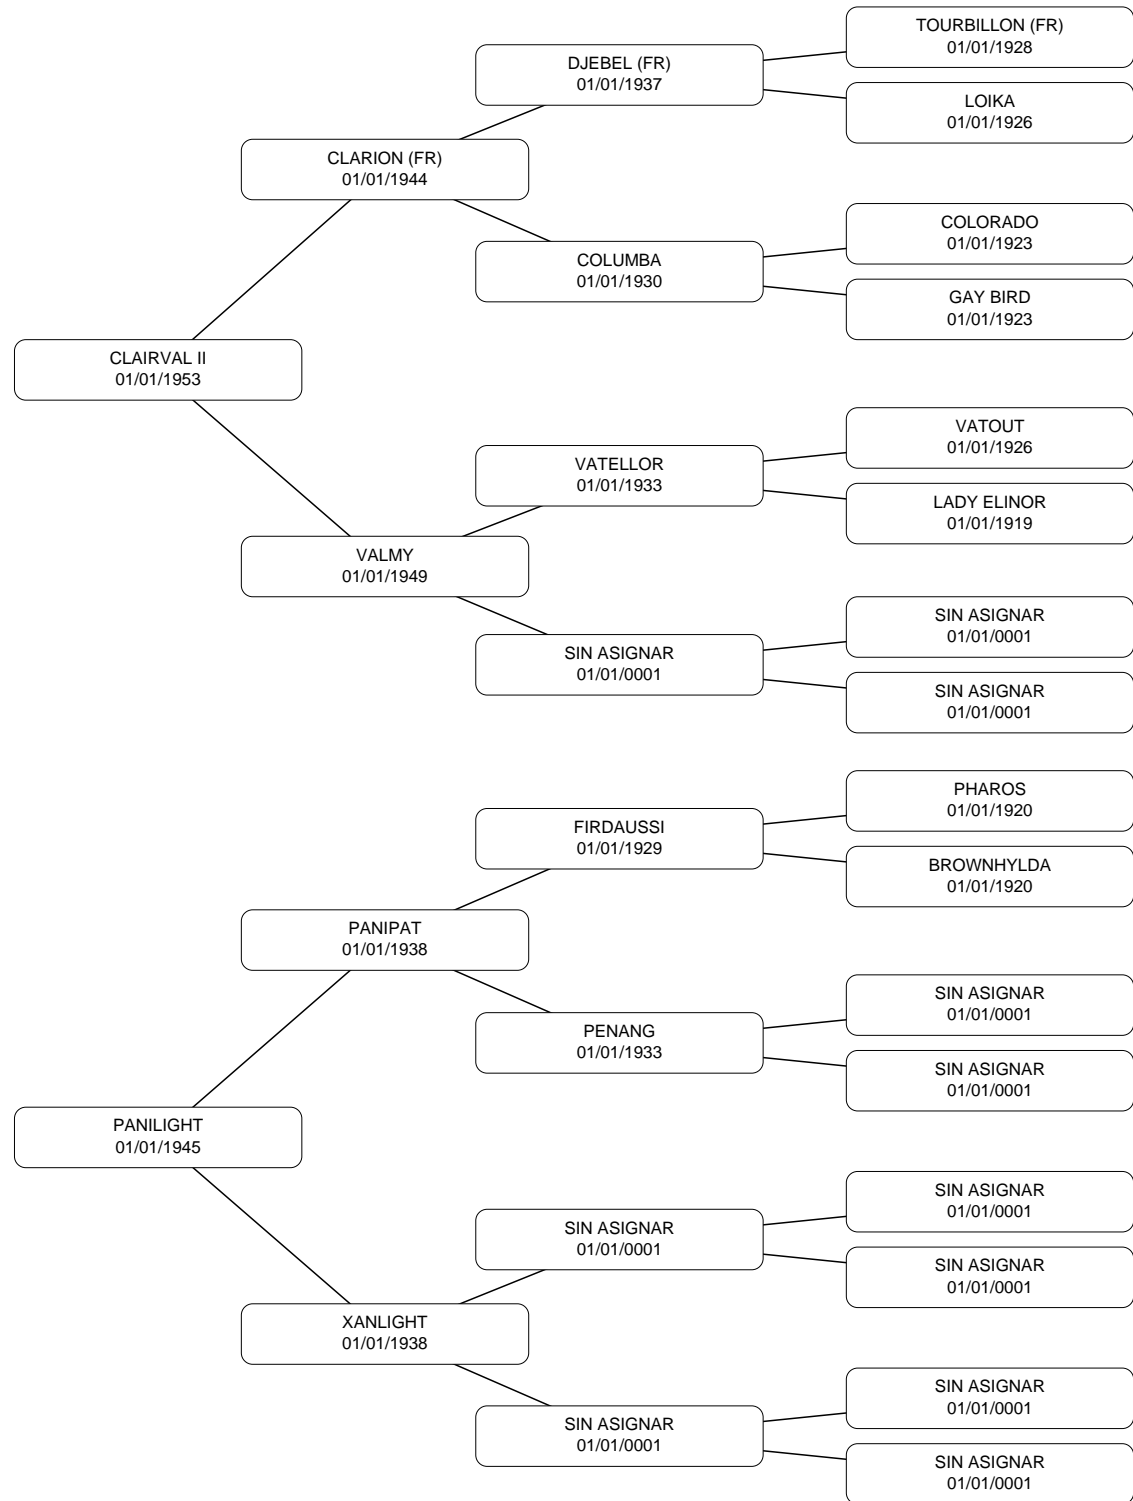 TOURBILLON (FR)
01/01/1928
DJEBEL (FR)
01/01/1937
LOIKA
01/01/1926
CLARION (FR)
01/01/1944
COLORADO
01/01/1923
COLUMBA
01/01/1930
GAY BIRD
01/01/1923
CLAIRVAL II
01/01/1953
VATOUT
01/01/1926
VATELLOR
01/01/1933
LADY ELINOR
01/01/1919
VALMY
01/01/1949
SIN ASIGNAR
01/01/0001
SIN ASIGNAR
01/01/0001
SIN ASIGNAR
01/01/0001
PHAROS
01/01/1920
FIRDAUSSI
01/01/1929
BROWNHYLDA
01/01/1920
PANIPAT
01/01/1938
SIN ASIGNAR
01/01/0001
PENANG
01/01/1933
SIN ASIGNAR
01/01/0001
PANILIGHT
01/01/1945
SIN ASIGNAR
01/01/0001
SIN ASIGNAR
01/01/0001
SIN ASIGNAR
01/01/0001
XANLIGHT
01/01/1938
SIN ASIGNAR
01/01/0001
SIN ASIGNAR
01/01/0001
SIN ASIGNAR
01/01/0001